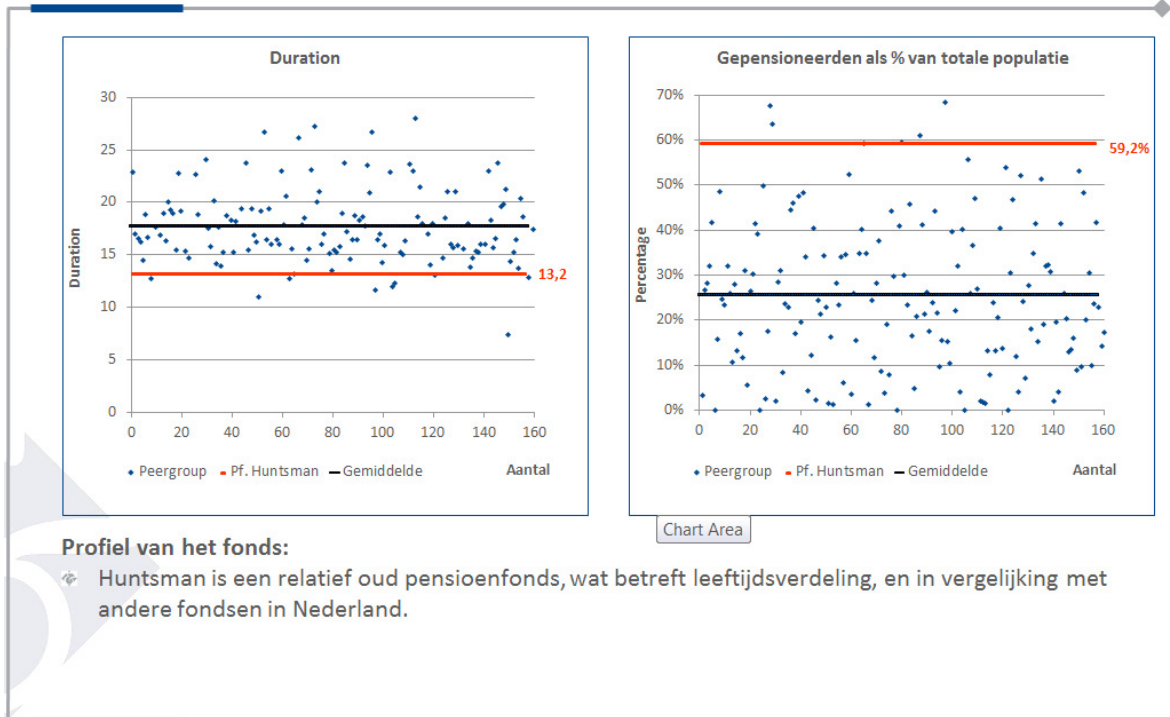 Duration
30
25
20
15
10
5
0
Duration
13,2
0 20 40 60 80 100 120 140 160
Peergroup Pf. Huntsman Gemiddelde Aantal
Gepensioneerden als % van totale populatie
70%
60%
50%
40%
30%
20%
10%
0%
Percentage
59,2%
0 20 40 60 80 100 120 140 160
Peergroup Pf. Huntsman Gemiddelde Aantal
Chart Area
Profiel van het fonds:
Huntsman is een relatief oud pensioenfonds, wat betreft leeftijdsverdeling, en in vergelijking met
andere fondsen in Nederland.